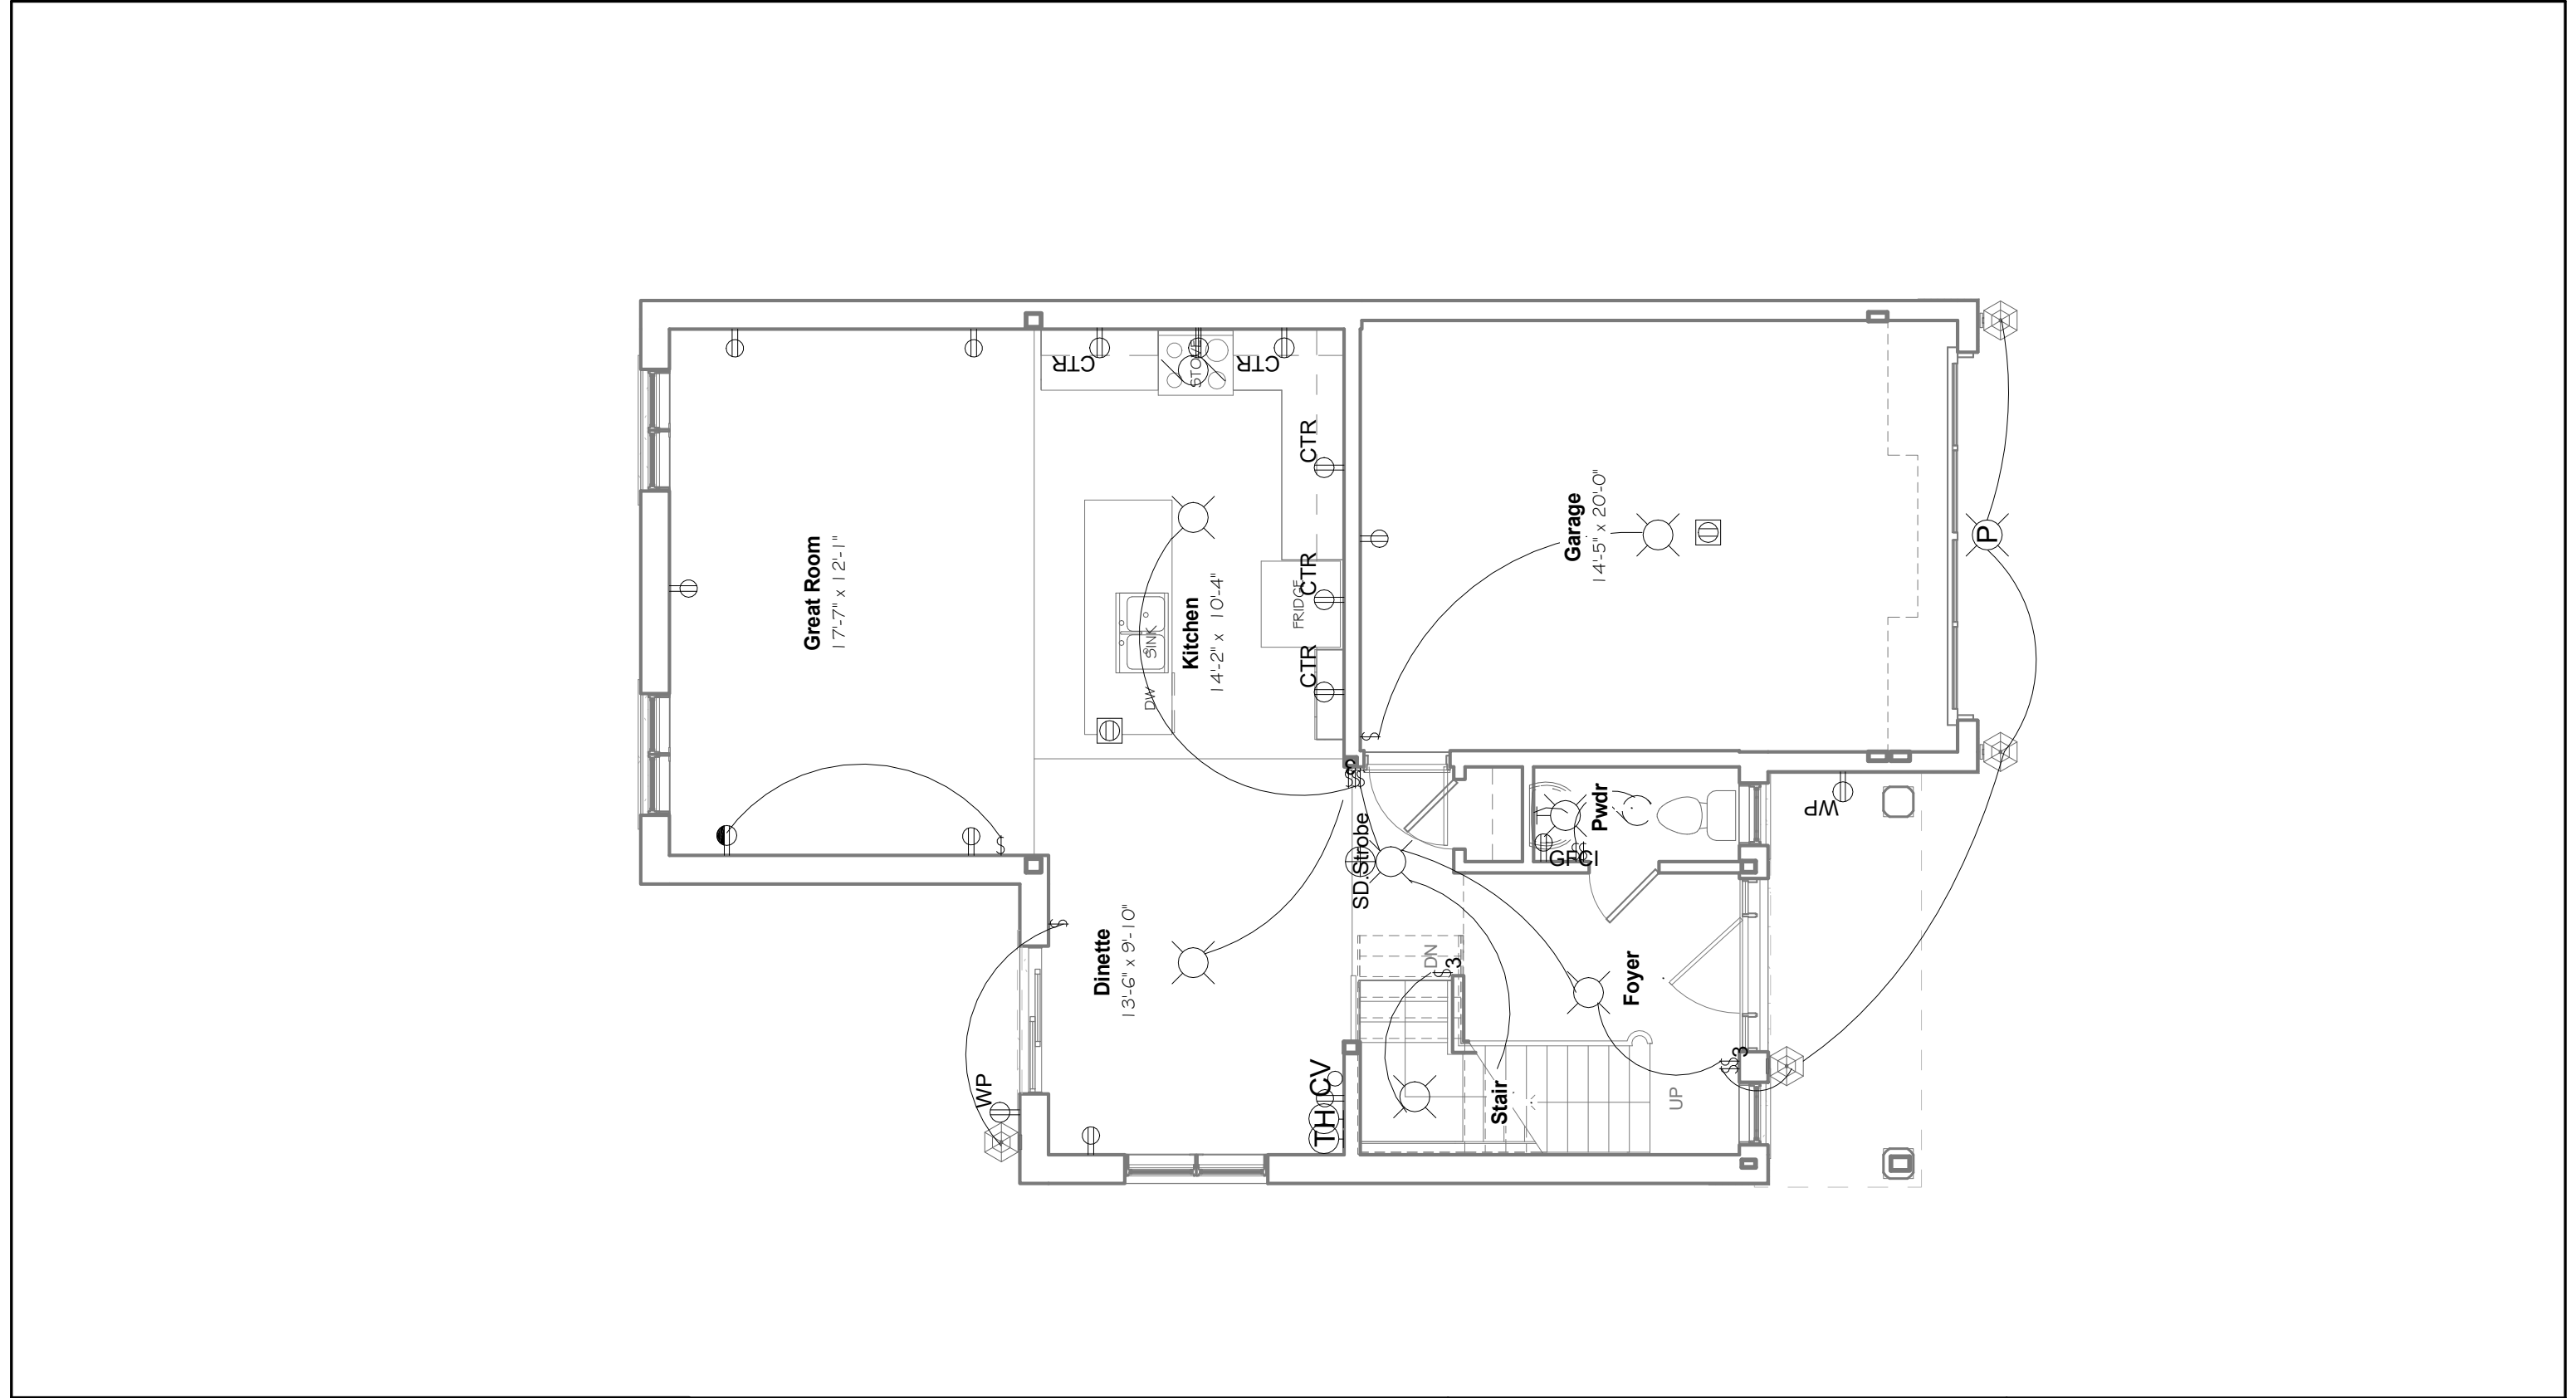 Great Room
17'-7" x 12'-1"
Kitchen
14'-2" x 10'-4"
Dinette
13'-6" x 9'-10"
Garage
14'-5" x 20'-0"
Pwdr
Foyer
Stair
CTR
STOVE
CTR
CTR
CTR
CTR
FRIDGE
SINK
DW
$
$
$
$
3
SD.Strobe
GFCI
WP
WP
P
DN
$3
$
3
UP
CV
TH